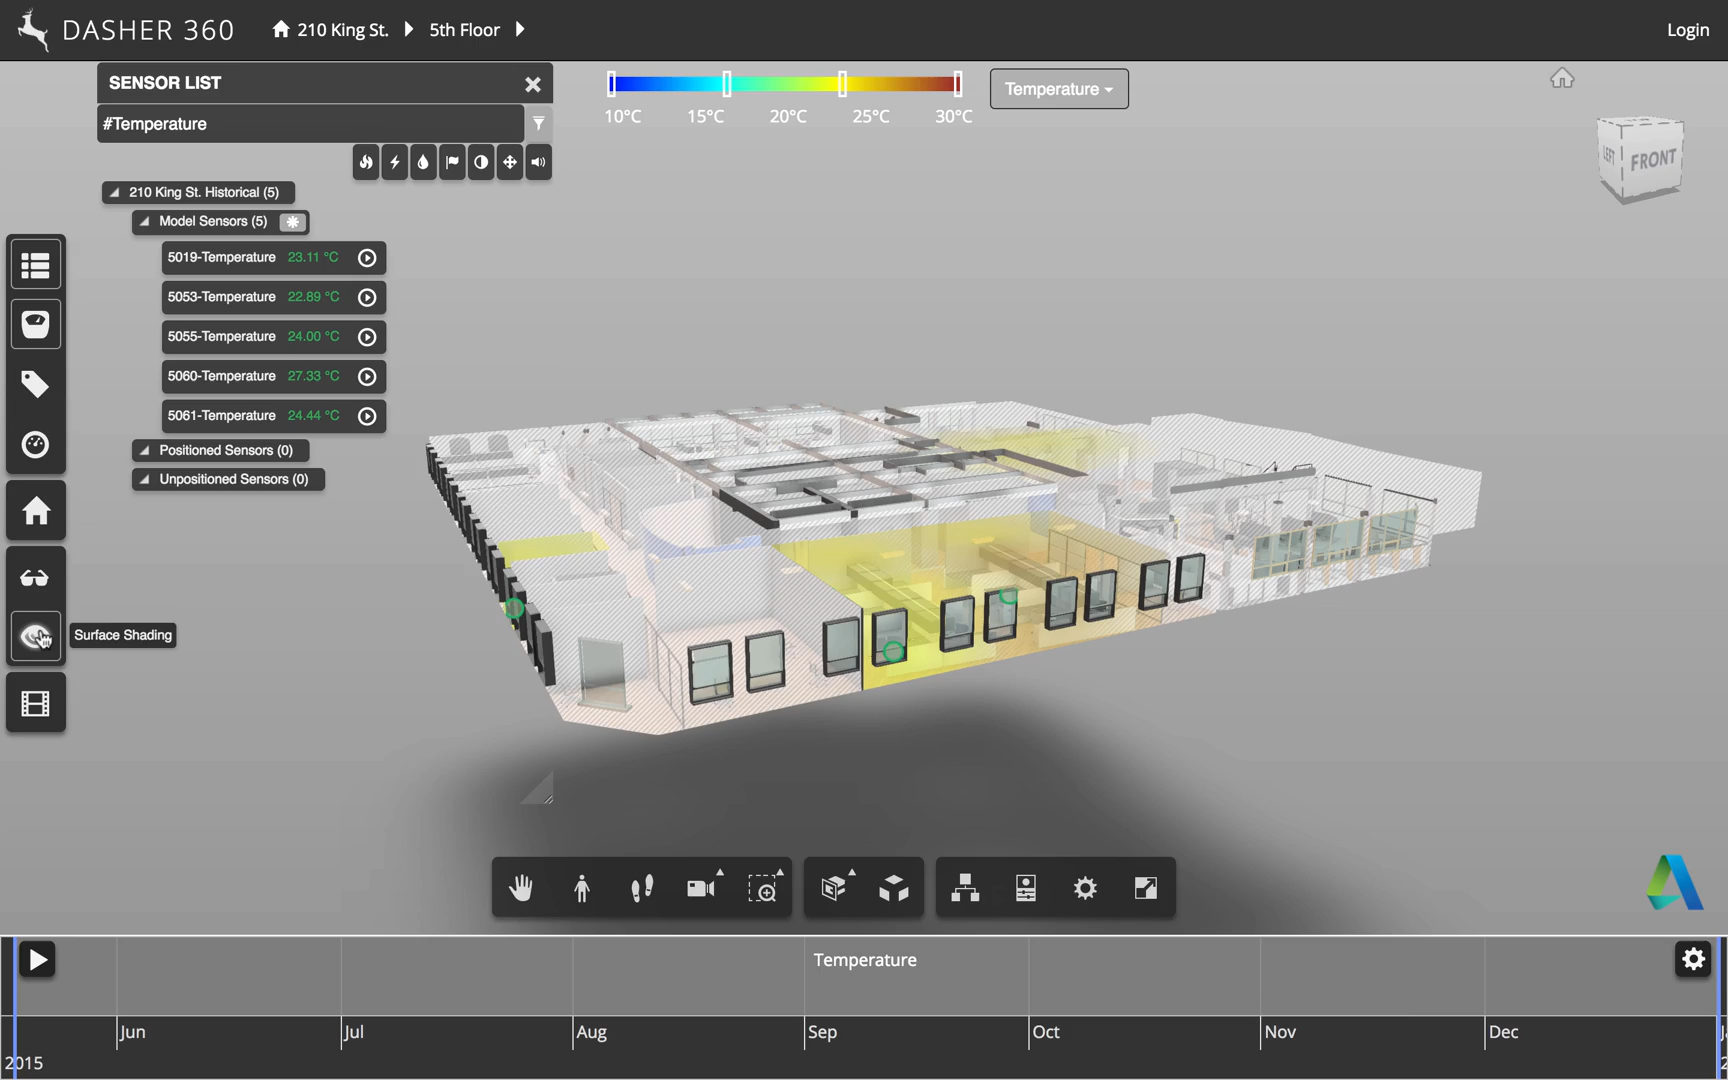 DASHER 360
210 King St.
5th Floor
Login
SENSOR LIST
#Temperature
10°C 15°C 20°C 25°C 30°C
Temperature
LEFT FRONT
210 King St. Historical (5)
Model Sensors (5)
5019-Temperature 23.11 °C
5053-Temperature 22.89 °C
5055-Temperature 24.00 °C
5060-Temperature 27.33 °C
5061-Temperature 24.44 °C
Positioned Sensors (0)
Unpositioned Sensors (0)
Surface Shading
Temperature
Jun Jul Aug Sep Oct Nov Dec
2015